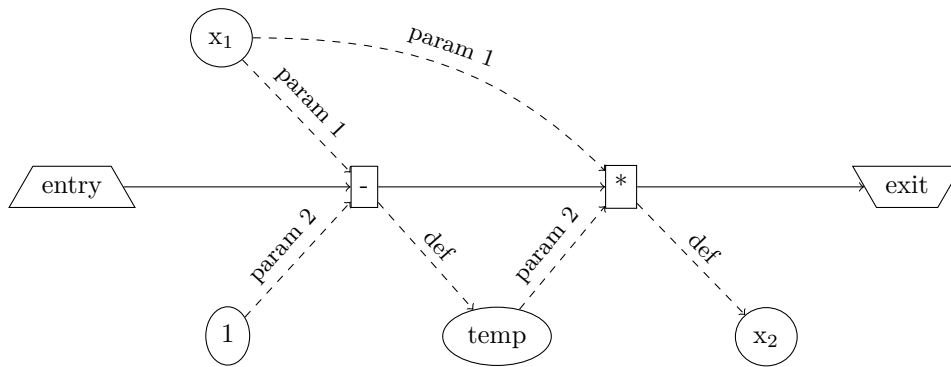 x₁
param 1
param 1
entry
-
*
exit
param 2
def
param 2
def
1
temp
x₂